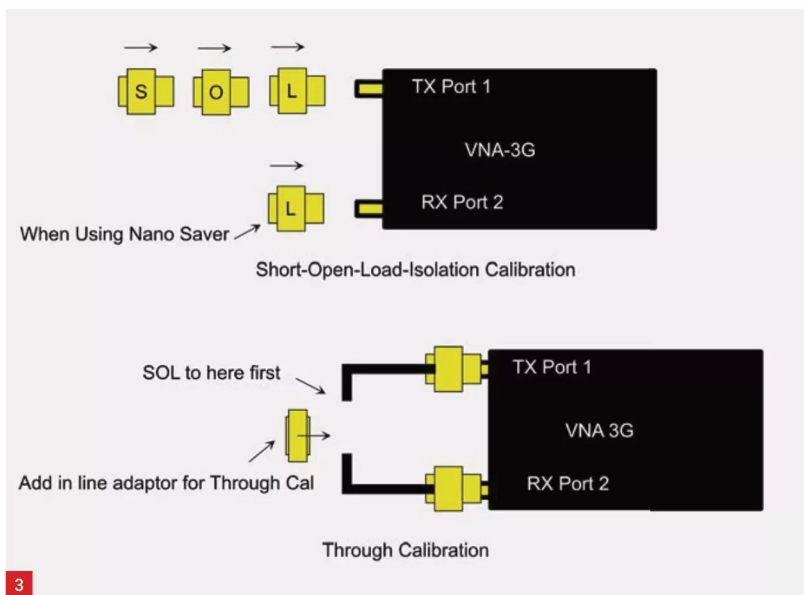 S O L
TX Port 1
VNA-3G
L
RX Port 2
When Using Nano Saver
Short-Open-Load-Isolation Calibration
SOL to here first
TX Port 1
VNA 3G
Add in line adaptor for Through Cal
RX Port 2
Through Calibration
3